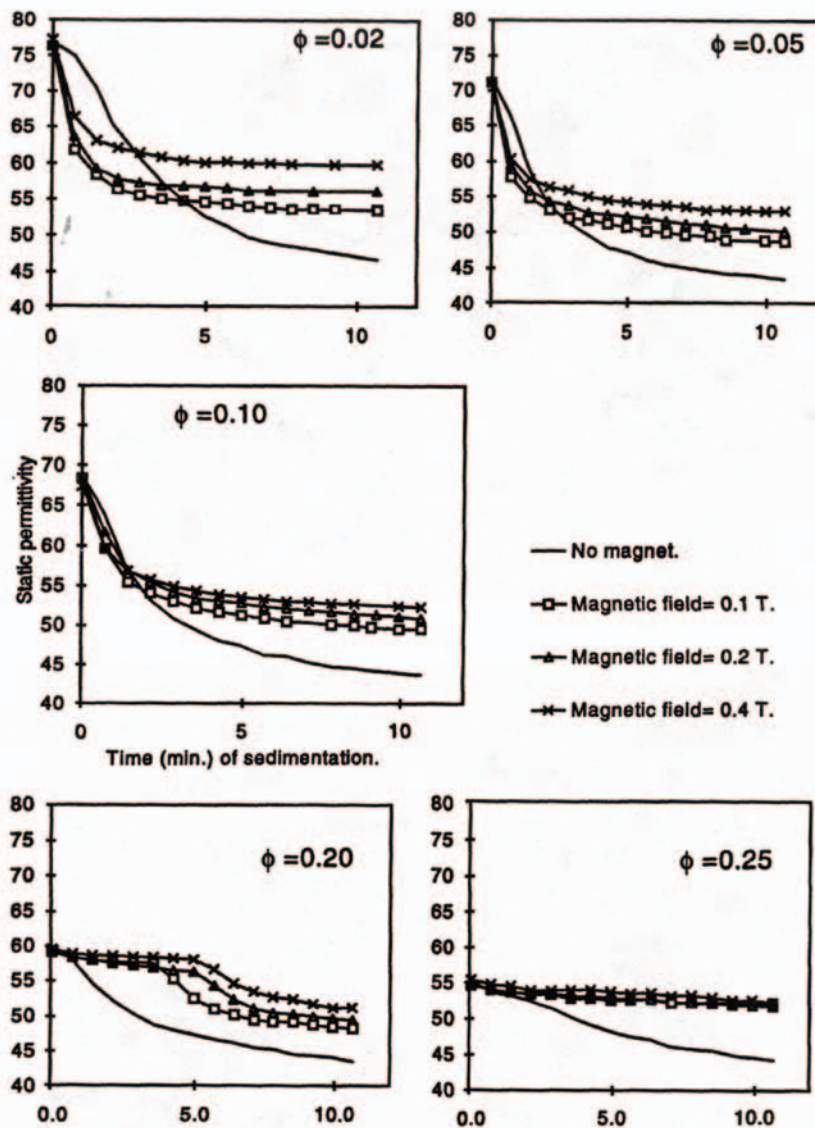 ϕ =0.02
80
75
70
65
60
55
50
45
40
0 5 10
ϕ =0.05
80
75
70
65
60
55
50
45
40
0 5 10
ϕ =0.10
80
75
70
65
60
55
50
45
40
0 5 10
Static permittivity
Time (min.) of sedimentation.
No magnet.
Magnetic field= 0.1 T.
Magnetic field= 0.2 T.
Magnetic field= 0.4 T.
ϕ =0.20
80
75
70
65
60
55
50
45
40
0.0 5.0 10.0
ϕ =0.25
80
75
70
65
60
55
50
45
40
0.0 5.0 10.0